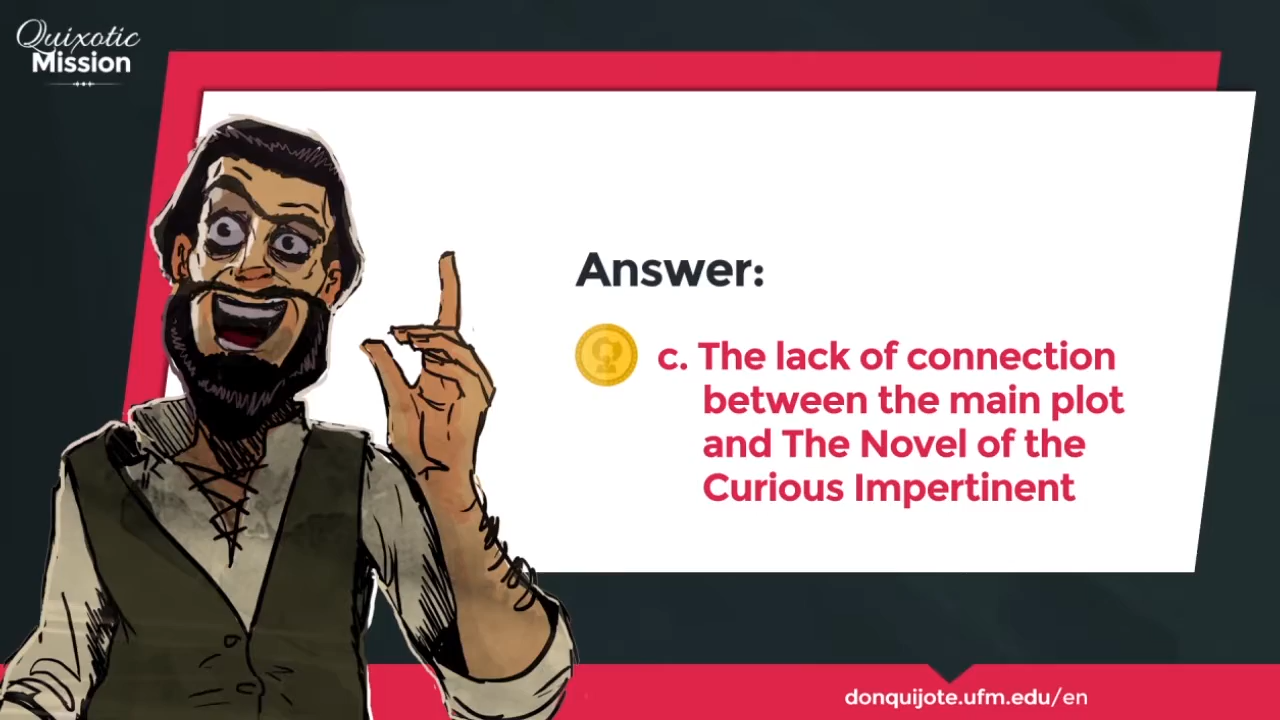 Quixotic
Mission
Answer:
c. The lack of connection
between the main plot
and The Novel of the
Curious Impertinent
donquijote.ufm.edu/en